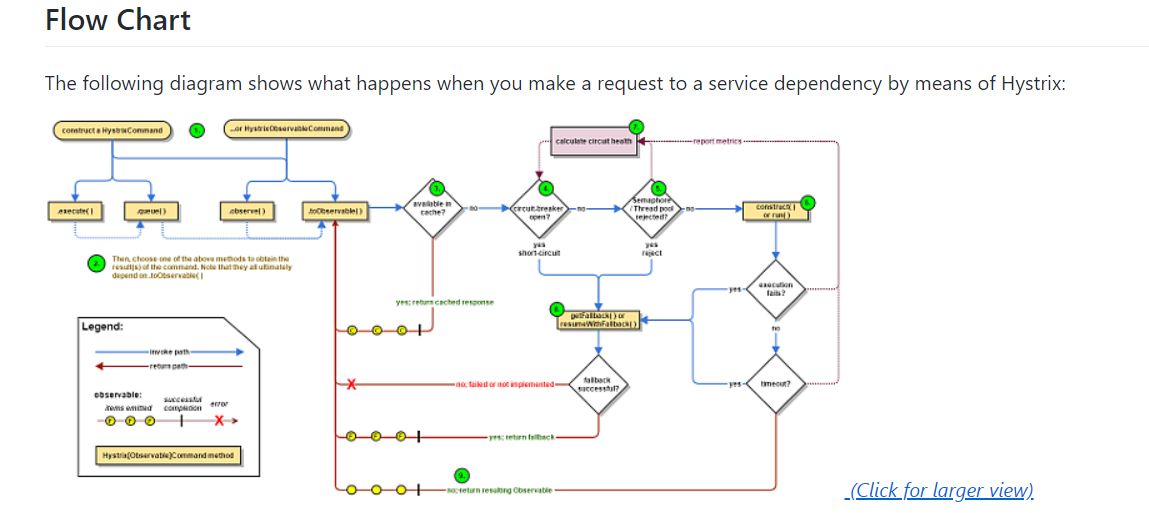 Flow Chart
The following diagram shows what happens when you make a request to a service dependency by means of Hystrix:
construct a HystrixCommand
1.
...or HystrixObservableCommand
7.
calculate circuit health
report metrics
.execute( )
.queue( )
.observe( )
.toObservable( )
3.
available in
cache?
no
4.
circuit-breaker
open?
no
5.
Semaphore
/ Thread pool
rejected?
no
6.
construct( )
or run( )
yes
short-circuit
yes
reject
2.
Then, choose one of the above methods to obtain the
result(s) of the command. Note that they all ultimately
depend on .toObservable( )
yes
execution
fails?
yes; return cached response
8.
getFallback( ) or
resumeWithFallback( )
no
Legend:
invoke path
return path
observable:
items emitted
successful
completion
error
Hystrix[Observable]Command method
no; failed or not implemented
fallback
successful?
yes
timeout?
yes; return fallback
9.
no; return resulting Observable
(Click for larger view)